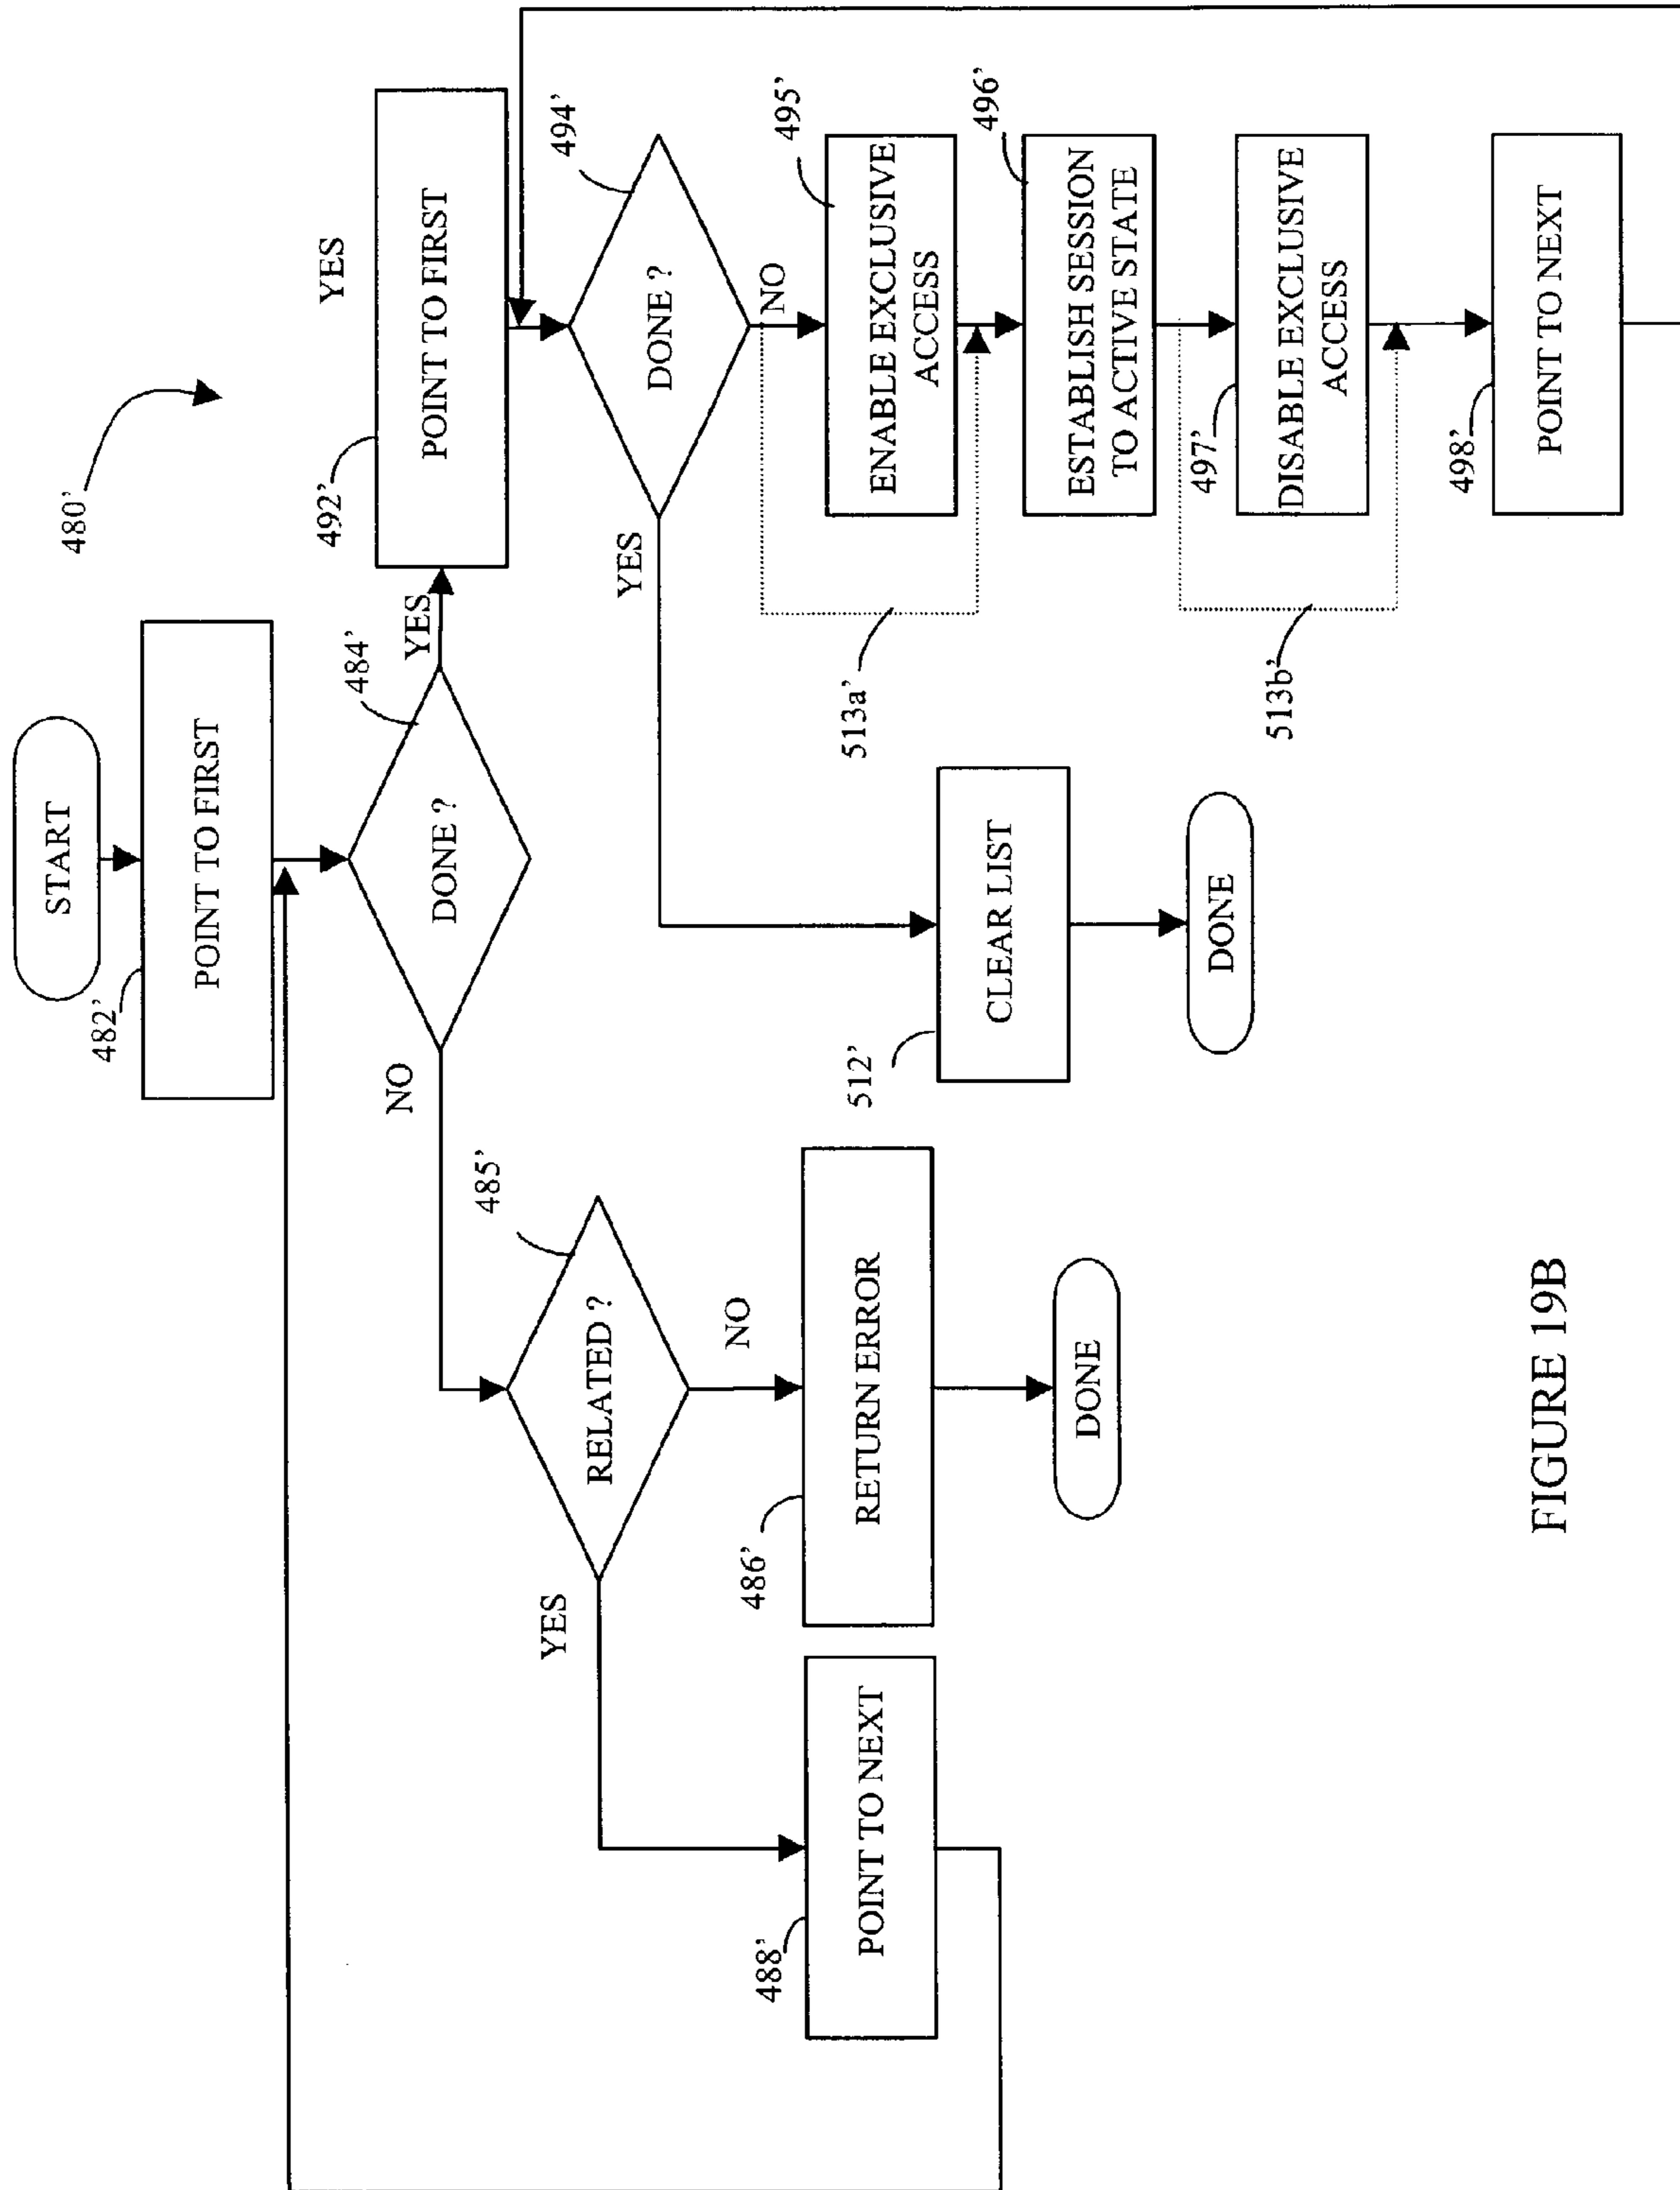 480’
START
482’
POINT TO FIRST
484’
DONE ?
YES
NO
YES
492’
POINT TO FIRST
494’
DONE ?
YES
NO
495’
ENABLE EXCLUSIVE
ACCESS
496’
ESTABLISH SESSION
TO ACTIVE STATE
497’
DISABLE EXCLUSIVE
ACCESS
498’
POINT TO NEXT
513a’
513b’
512’
CLEAR LIST
DONE
485’
RELATED ?
YES
NO
486’
RETURN ERROR
DONE
488’
POINT TO NEXT
FIGURE 19B